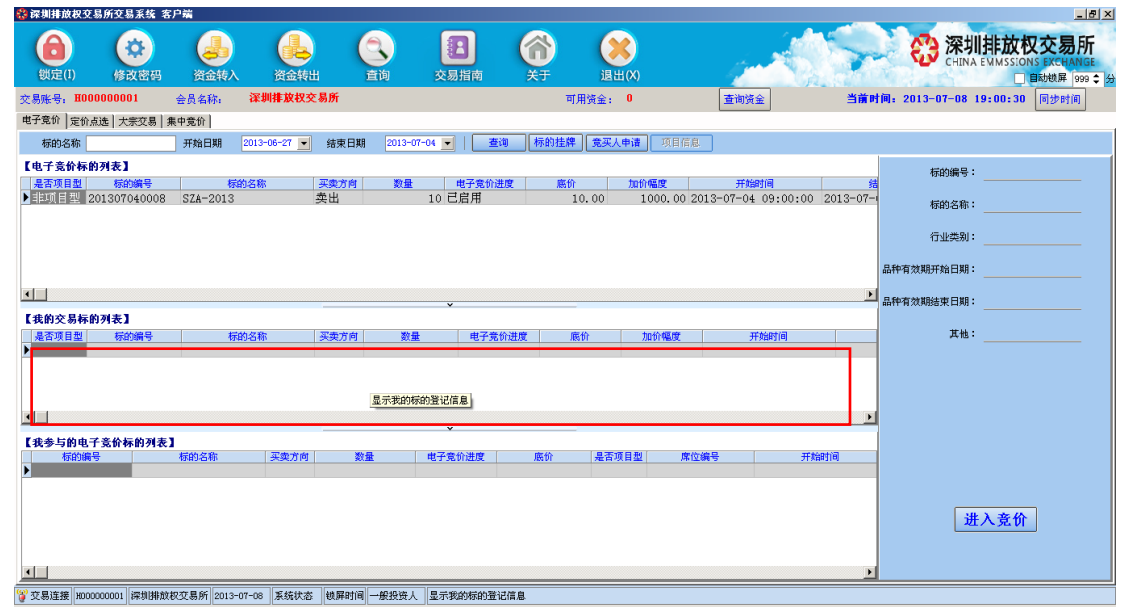 深圳排放权交易所交易系统 客户端
锁定(I) 修改密码 资金转入 资金转出 查询 交易指南 关于 退出(X)
深圳排放权交易所
CHINA EMMSSIONS EXCHANGE
自动锁屏 999 分
交易账号: H000000001 会员名称: 深圳排放权交易所 可用资金: 0 查询资金 当前时间: 2013-07-08 19:00:30 同步时间
电子竞价 定价点选 大宗交易 集中竞价
标的名称 开始日期 2013-06-27 结束日期 2013-07-04 查询 标的挂牌 竞买人申请 项目信息
【电子竞价标的列表】
是否项目型 标的编号 标的名称 买卖方向 数量 电子竞价进度 底价 加价幅度 开始时间 结
非项目型 201307040008 SZA-2013 卖出 10 已启用 10.00 1000.00 2013-07-04 09:00:00 2013-07-
标的编号:
标的名称:
行业类别:
品种有效期开始日期:
品种有效期结束日期:
其他:
【我的交易标的列表】
是否项目型 标的编号 标的名称 买卖方向 数量 电子竞价进度 底价 加价幅度 开始时间
显示我的标的登记信息
【我参与的电子竞价标的列表】
标的编号 标的名称 买卖方向 数量 电子竞价进度 底价 是否项目型 席位编号 开始时间
进入竞价
交易连接 H000000001 深圳排放权交易所 2013-07-08 系统状态 锁屏时间 一般投资人 显示我的标的登记信息